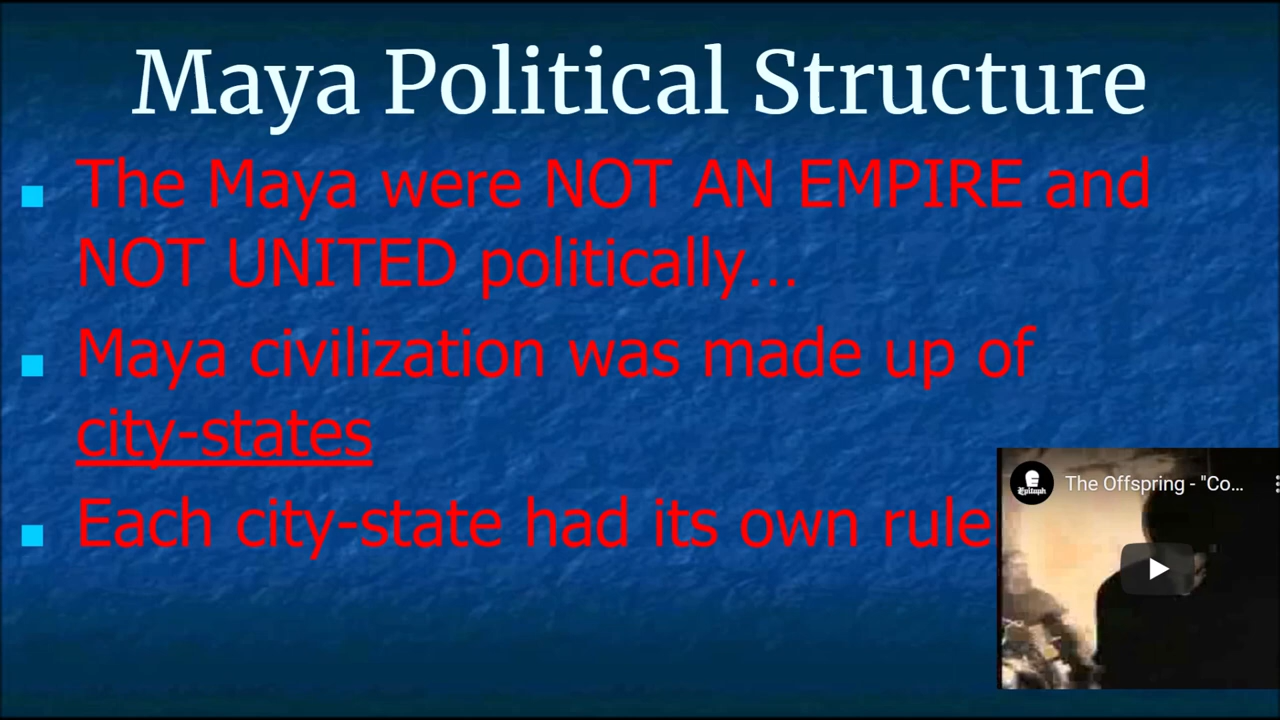 Maya Political Structure
The Maya were NOT AN EMPIRE and
NOT UNITED politically...
Maya civilization was made up of
city-states
Each city-state had its own rule
Epitaph
The Offspring - "Co...